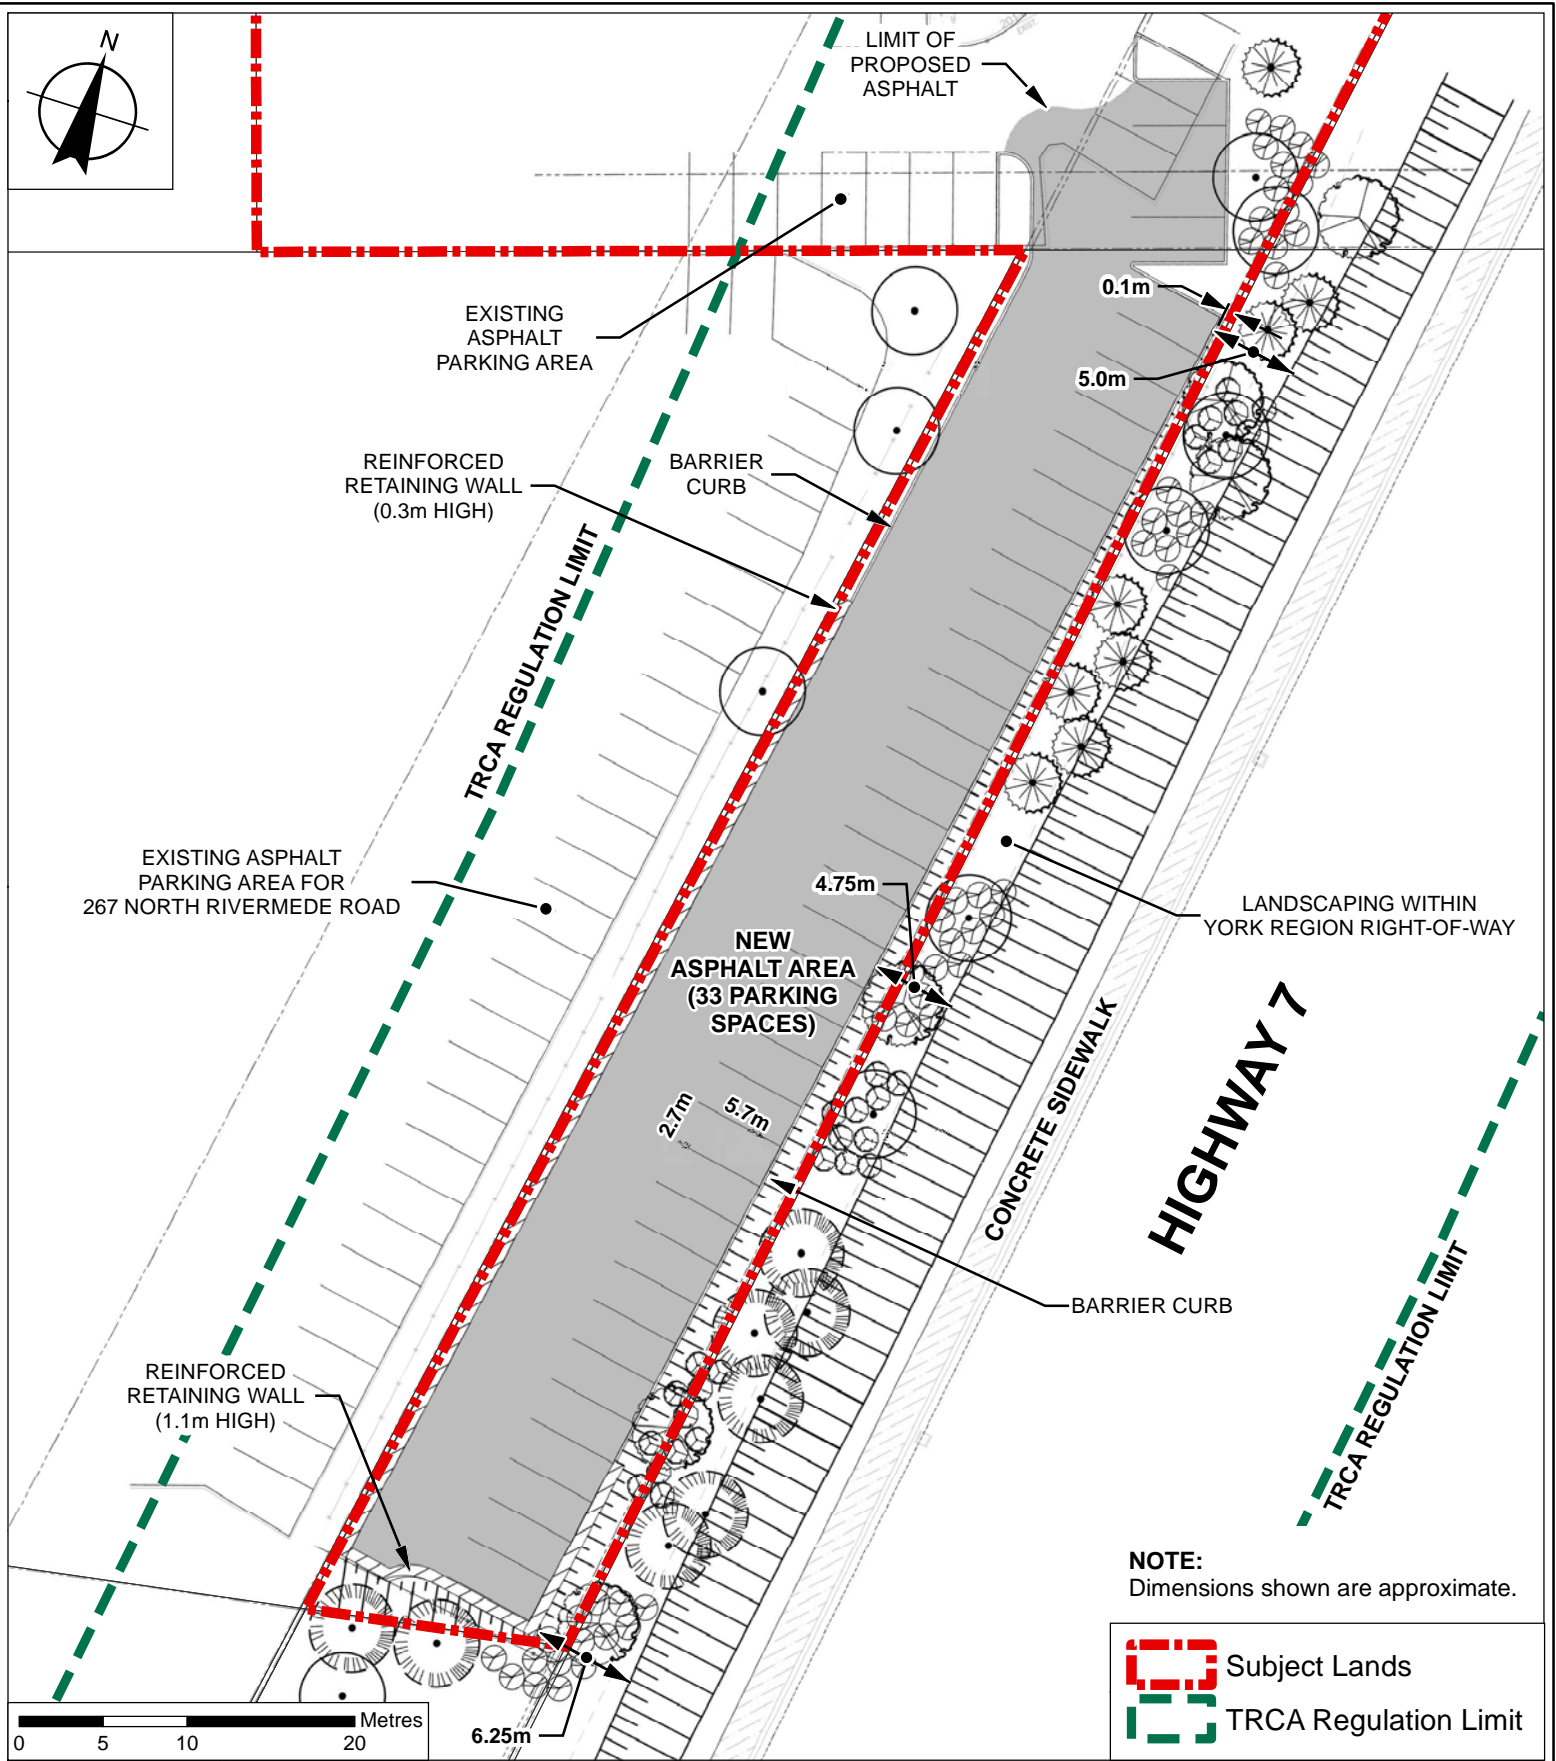 N
LIMIT OF
PROPOSED
ASPHALT
EXISTING
ASPHALT
PARKING AREA
0.1m
5.0m
REINFORCED
RETAINING WALL
(0.3m HIGH)
BARRIER
CURB
TRCA REGULATION LIMIT
EXISTING ASPHALT
PARKING AREA FOR
267 NORTH RIVERMEDE ROAD
4.75m
NEW
ASPHALT AREA
(33 PARKING
SPACES)
LANDSCAPING WITHIN
YORK REGION RIGHT-OF-WAY
2.7m
5.7m
CONCRETE SIDEWALK
HIGHWAY 7
BARRIER CURB
TRCA REGULATION LIMIT
REINFORCED
RETAINING WALL
(1.1m HIGH)
6.25m
NOTE:
Dimensions shown are approximate.
Subject Lands
TRCA Regulation Limit
Metres
0 5 10 20